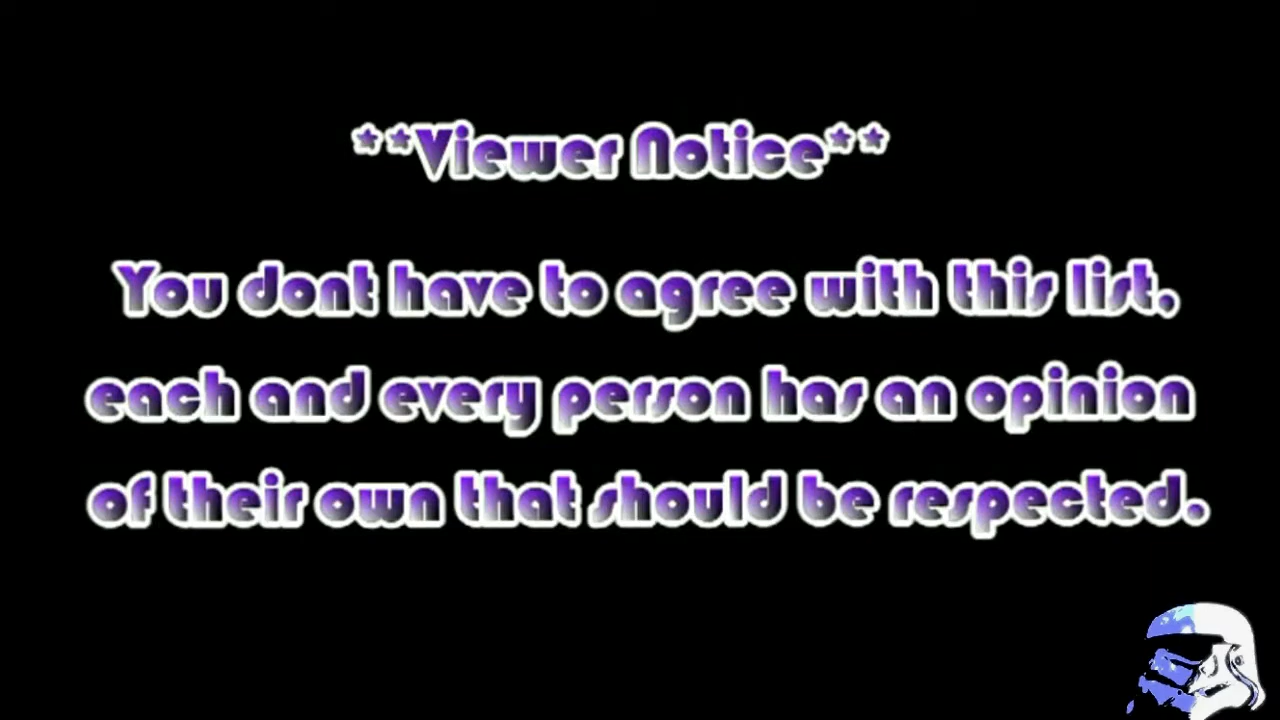 **Viewer Notice**
You dont have to agree with this list,
each and every person has an opinion
of their own that should be respected.